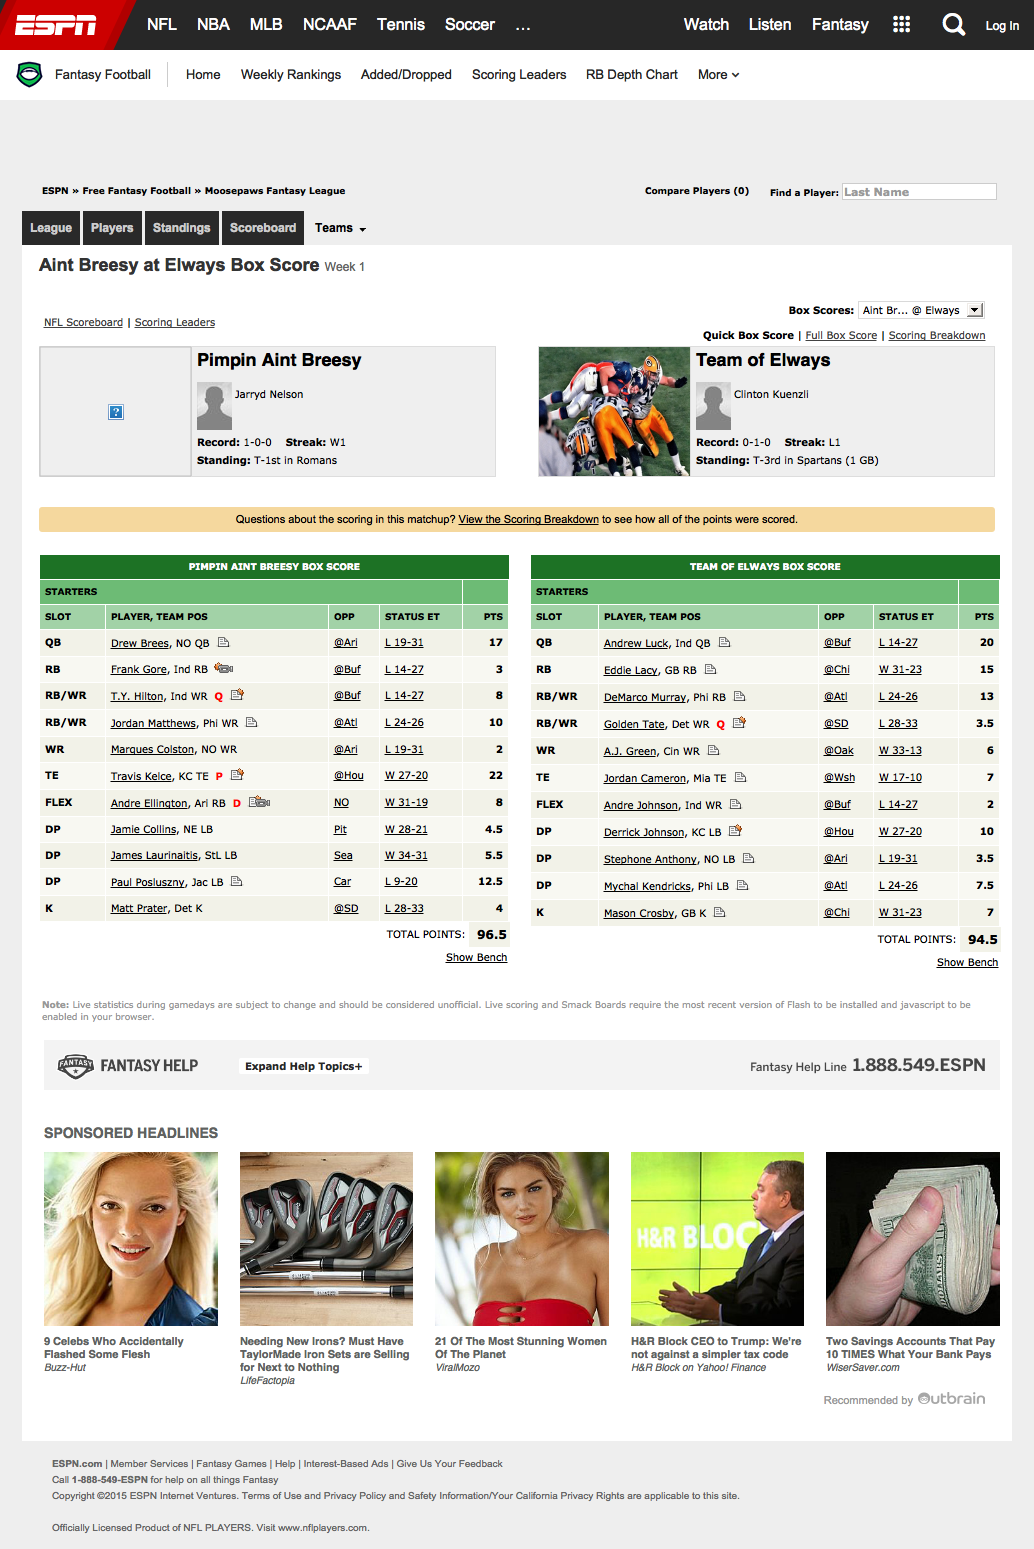 ESPN NFL NBA MLB NCAAF Tennis Soccer ... Watch Listen Fantasy Log In
Fantasy Football Home Weekly Rankings Added/Dropped Scoring Leaders RB Depth Chart More
ESPN » Free Fantasy Football » Moosepaws Fantasy League Compare Players (0) Find a Player: Last Name
League Players Standings Scoreboard Teams
Aint Breesy at Elways Box Score Week 1
Box Scores: Aint Br... @ Elways
NFL Scoreboard | Scoring Leaders
Quick Box Score | Full Box Score | Scoring Breakdown
Pimpin Aint Breesy
Jarryd Nelson
Record: 1-0-0 Streak: W1
Standing: T-1st in Romans
Team of Elways
Clinton Kuenzli
Record: 0-1-0 Streak: L1
Standing: T-3rd in Spartans (1 GB)
Questions about the scoring in this matchup? View the Scoring Breakdown to see how all of the points were scored.
PIMPIN AINT BREESY BOX SCORE
STARTERS
SLOT PLAYER, TEAM POS OPP STATUS ET PTS
QB Drew Brees, NO QB @Ari L 19-31 17
RB Frank Gore, Ind RB @Buf L 14-27 3
RB/WR T.Y. Hilton, Ind WR Q @Buf L 14-27 8
RB/WR Jordan Matthews, Phi WR @Atl L 24-26 10
WR Marques Colston, NO WR @Ari L 19-31 2
TE Travis Kelce, KC TE P @Hou W 27-20 22
FLEX Andre Ellington, Ari RB D NO W 31-19 8
DP Jamie Collins, NE LB Pit W 28-21 4.5
DP James Laurinaitis, StL LB Sea W 34-31 5.5
DP Paul Posluszny, Jac LB Car L 9-20 12.5
K Matt Prater, Det K @SD L 28-33 4
TOTAL POINTS: 96.5
Show Bench
TEAM OF ELWAYS BOX SCORE
STARTERS
SLOT PLAYER, TEAM POS OPP STATUS ET PTS
QB Andrew Luck, Ind QB @Buf L 14-27 20
RB Eddie Lacy, GB RB @Chi W 31-23 15
RB/WR DeMarco Murray, Phi RB @Atl L 24-26 13
RB/WR Golden Tate, Det WR Q @SD L 28-33 3.5
WR A.J. Green, Cin WR @Oak W 33-13 6
TE Jordan Cameron, Mia TE @Wsh W 17-10 7
FLEX Andre Johnson, Ind WR @Buf L 14-27 2
DP Derrick Johnson, KC LB @Hou W 27-20 10
DP Stephone Anthony, NO LB @Ari L 19-31 3.5
DP Mychal Kendricks, Phi LB @Atl L 24-26 7.5
K Mason Crosby, GB K @Chi W 31-23 7
TOTAL POINTS: 94.5
Show Bench
Note: Live statistics during gamedays are subject to change and should be considered unofficial. Live scoring and Smack Boards require the most recent version of Flash to be installed and javascript to be
enabled in your browser.
FANTASY FANTASY HELP Expand Help Topics+ Fantasy Help Line 1.888.549.ESPN
SPONSORED HEADLINES
H&R BLOC
9 Celebs Who Accidentally
Flashed Some Flesh
Buzz-Hut
Needing New Irons? Must Have
TaylorMade Iron Sets are Selling
for Next to Nothing
LifeFactopia
21 Of The Most Stunning Women
Of The Planet
ViralMozo
H&R Block CEO to Trump: We're
not against a simpler tax code
H&R Block on Yahoo! Finance
Two Savings Accounts That Pay
10 TIMES What Your Bank Pays
WiserSaver.com
Recommended by Outbrain
ESPN.com | Member Services | Fantasy Games | Help | Interest-Based Ads | Give Us Your Feedback
Call 1-888-549-ESPN for help on all things Fantasy
Copyright ©2015 ESPN Internet Ventures. Terms of Use and Privacy Policy and Safety Information/Your California Privacy Rights are applicable to this site.
Officially Licensed Product of NFL PLAYERS. Visit www.nflplayers.com.